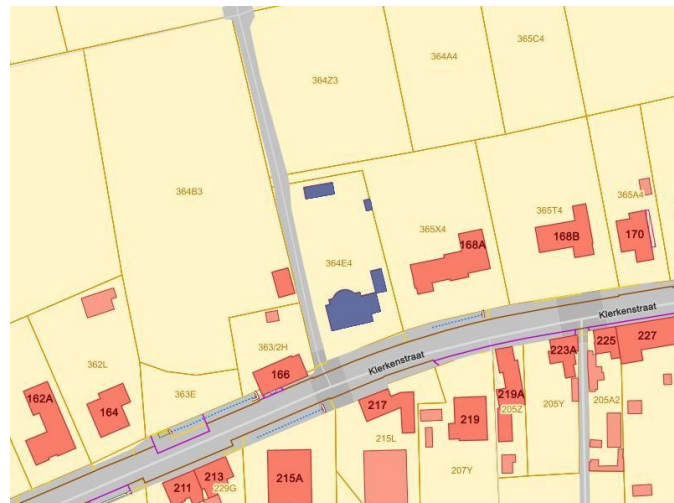 365C4
364A4
364Z3
364B3
365A4
365T4
365X4
170
168B
168A
364E4
Klerkenstraat
363/2H
225
227
223A
362L
Klerkenstraat
166
219A
162A
164
363E
217
219
205Z
205Y
205A2
215L
207Y
213
211
229G
215A